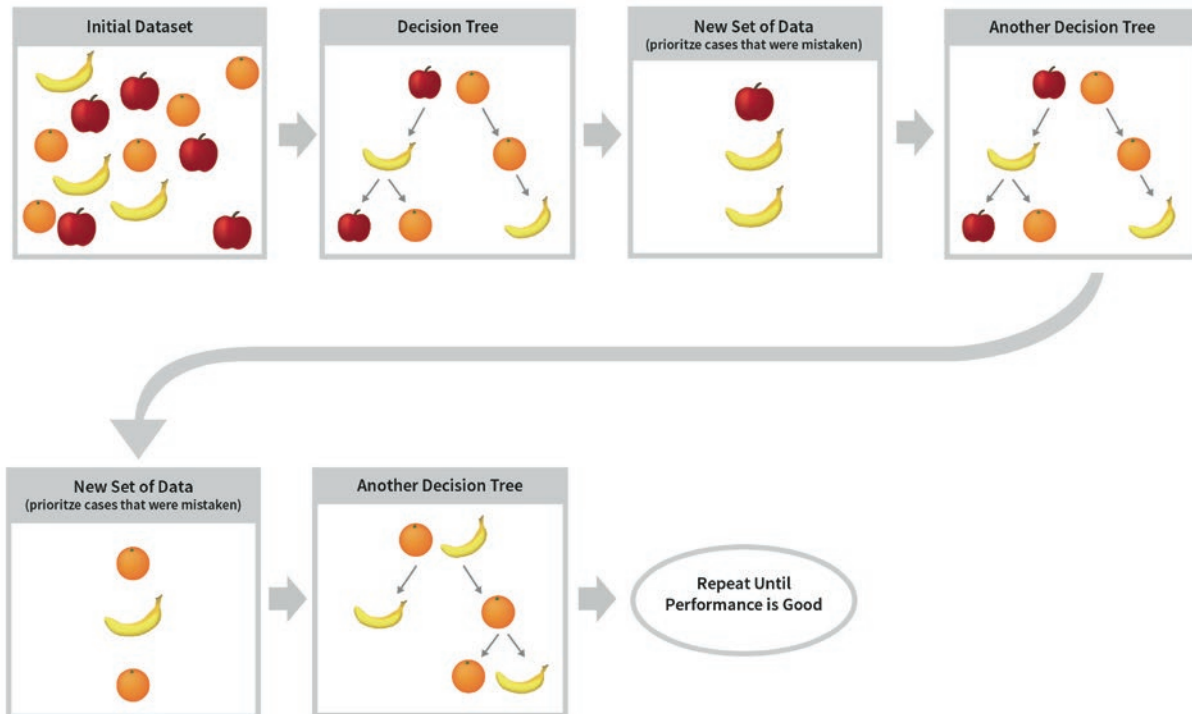 Initial Dataset
Decision Tree
New Set of Data
(prioritze cases that were mistaken)
Another Decision Tree
New Set of Data
(prioritze cases that were mistaken)
Another Decision Tree
Repeat Until
Performance is Good